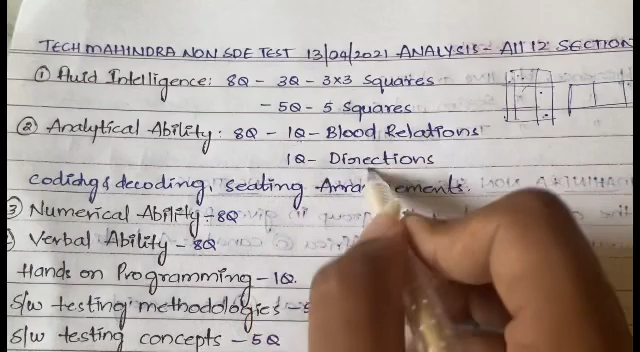 TECH MAHINDRA NON SDE TEST 13/04/2021 ANALYSIS - All 12 SECTION
① Fluid Intelligence: 8Q - 3Q - 3×3 Squares
- 5Q - 5 Squares
② Analytical Ability: 8Q - 1Q - Blood Relations
1Q - Directions
coding & decoding, seating Arra ements.
3) Numerical Ability - 8Q
Verbal Ability - 8Q
Hands on Programming - 1Q.
S/w testing methodologies -
S/w testing concepts - 5Q